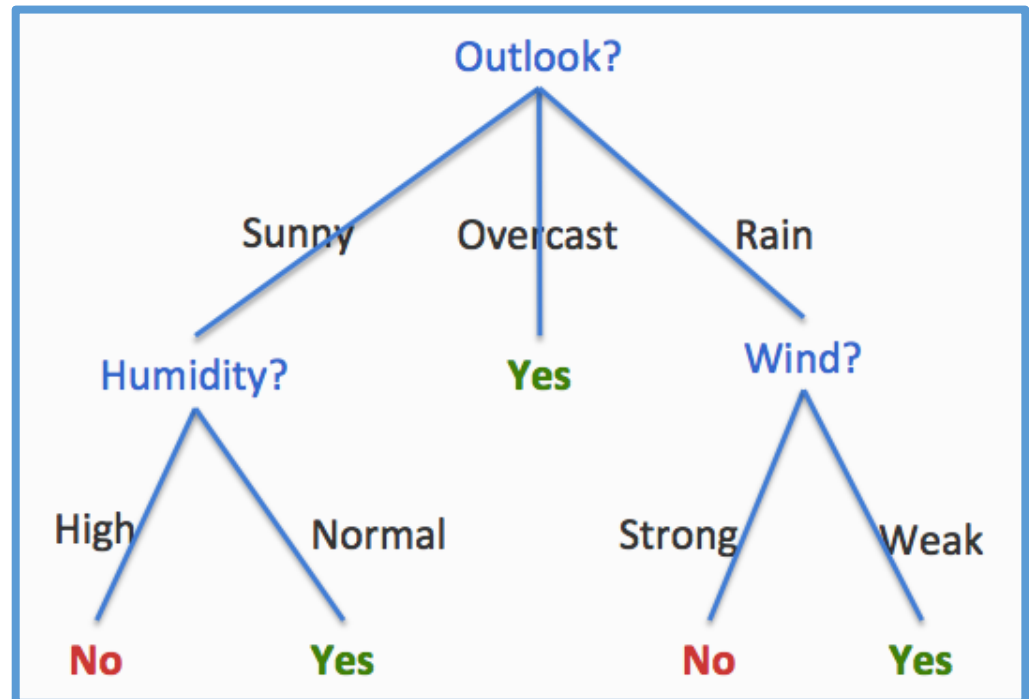 Outlook?
Sunny Overcast Rain
Humidity? Yes Wind?
High Normal Strong Weak
No Yes No Yes